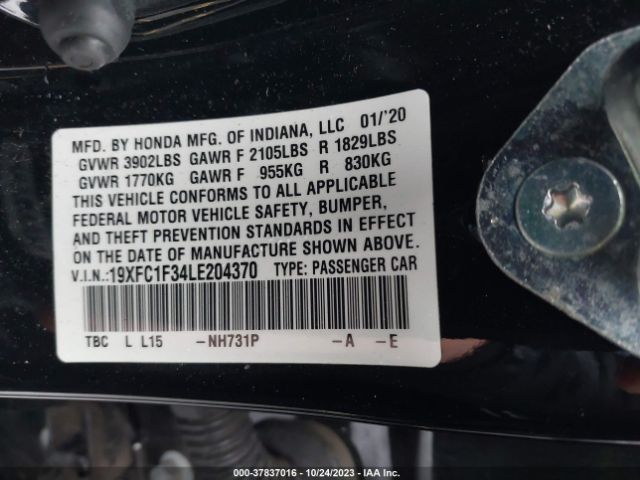 MFD. BY HONDA MFG. OF INDIANA, LLC 01/'20
GVWR 3902LBS GAWR F 2105LBS R 1829LBS
GVWR 1770KG GAWR F 955KG R 830KG
THIS VEHICLE CONFORMS TO ALL APPLICABLE
FEDERAL MOTOR VEHICLE SAFETY, BUMPER,
AND THEFT PREVENTION STANDARDS IN EFFECT
ON THE DATE OF MANUFACTURE SHOWN ABOVE.
V.I.N.:19XFC1F34LE204370 TYPE: PASSENGER CAR
TBC L L15 -NH731P -A -E
000-37837016 • 10/24/2023 • IAA Inc.